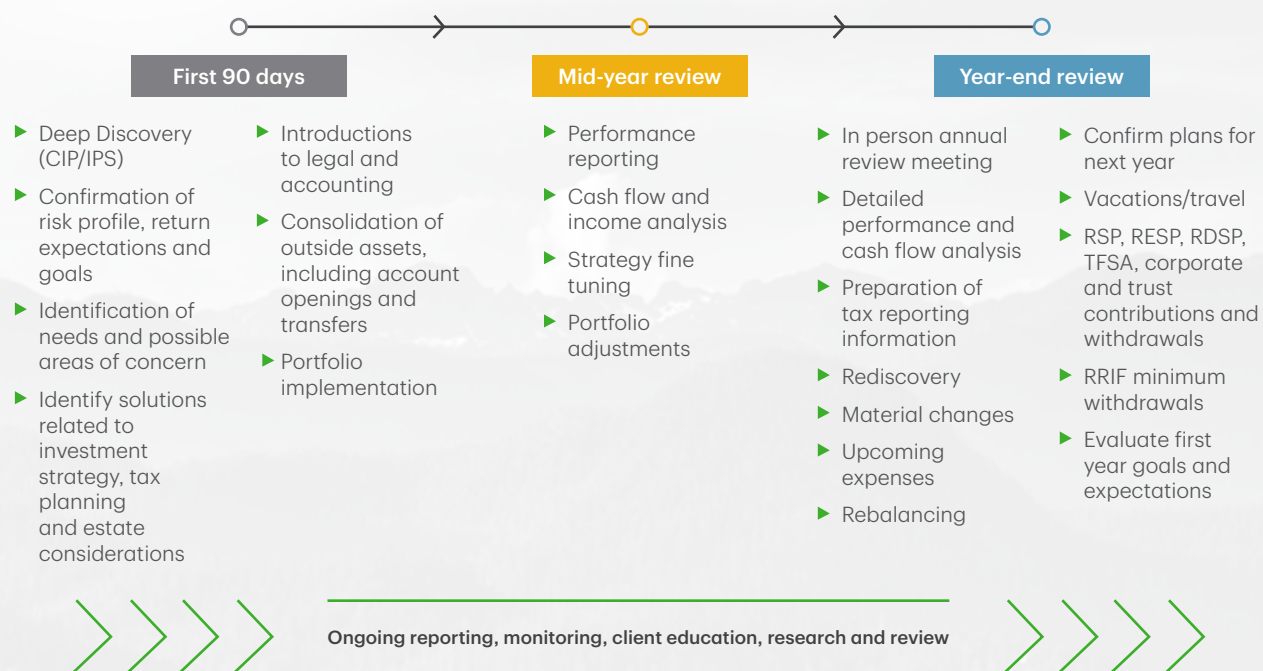 First 90 days
Deep Discovery
(CIP/IPS)
Confirmation of
risk profile, return
expectations and
goals
Identification of
needs and possible
areas of concern
Identify solutions
related to
investment
strategy, tax
planning
and estate
considerations
Introductions
to legal and
accounting
Consolidation of
outside assets,
including account
openings and
transfers
Portfolio
implementation
Mid-year review
Performance
reporting
Cash flow and
income analysis
Strategy fine
tuning
Portfolio
adjustments
Year-end review
In person annual
review meeting
Detailed
performance and
cash flow analysis
Preparation of
tax reporting
information
Rediscovery
Material changes
Upcoming
expenses
Rebalancing
Confirm plans for
next year
Vacations/travel
RSP, RESP, RDSP,
TFSA, corporate
and trust
contributions and
withdrawals
RRIF minimum
withdrawals
Evaluate first
year goals and
expectations
Ongoing reporting, monitoring, client education, research and review